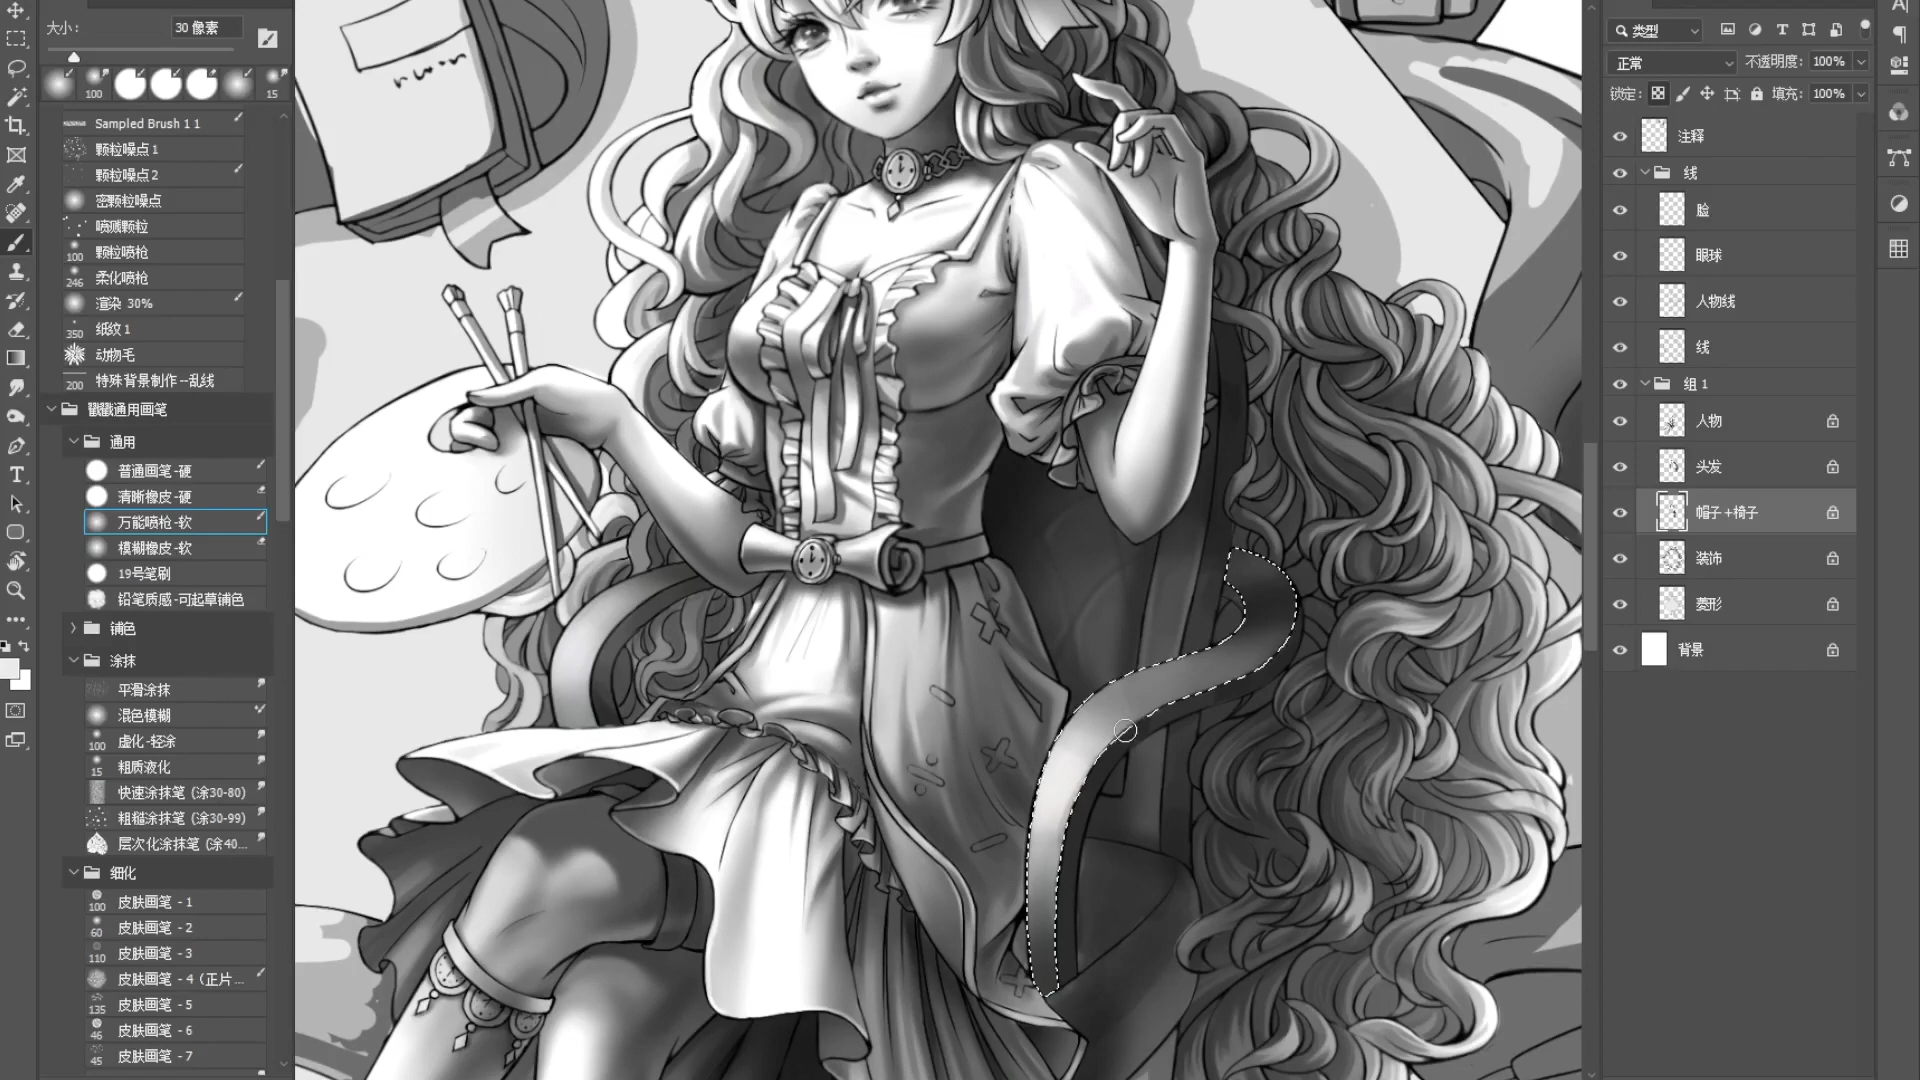 大小：
30 像素
100
15
Sampled Brush 1 1
颗粒噪点1
颗粒噪点2
密颗粒噪点
喷溅颗粒
100 颗粒喷枪
246 柔化喷枪
渲染 30%
350 纸纹1
动物毛
200 特殊背景制作--乱线
戳戳通用画笔
通用
普通画笔-硬
清晰橡皮-硬
万能喷枪-软
模糊橡皮-软
19号笔刷
铅笔质感-可起草铺色
铺色
涂抹
平滑涂抹
混色模糊
100 虚化-轻涂
15 粗质液化
快速涂抹笔 (涂30-80)
粗糙涂抹笔 (涂30-99)
层次化涂抹笔 (涂40...
细化
100 皮肤画笔 - 1
60 皮肤画笔 - 2
110 皮肤画笔 - 3
皮肤画笔 - 4 (正片 ...
135 皮肤画笔 - 5
46 皮肤画笔 - 6
45 皮肤画笔 - 7
类型
正常
不透明度： 100%
锁定：
填充： 100%
注释
线
脸
眼球
人物线
线
组 1
人物
头发
帽子+椅子
装饰
菱形
背景